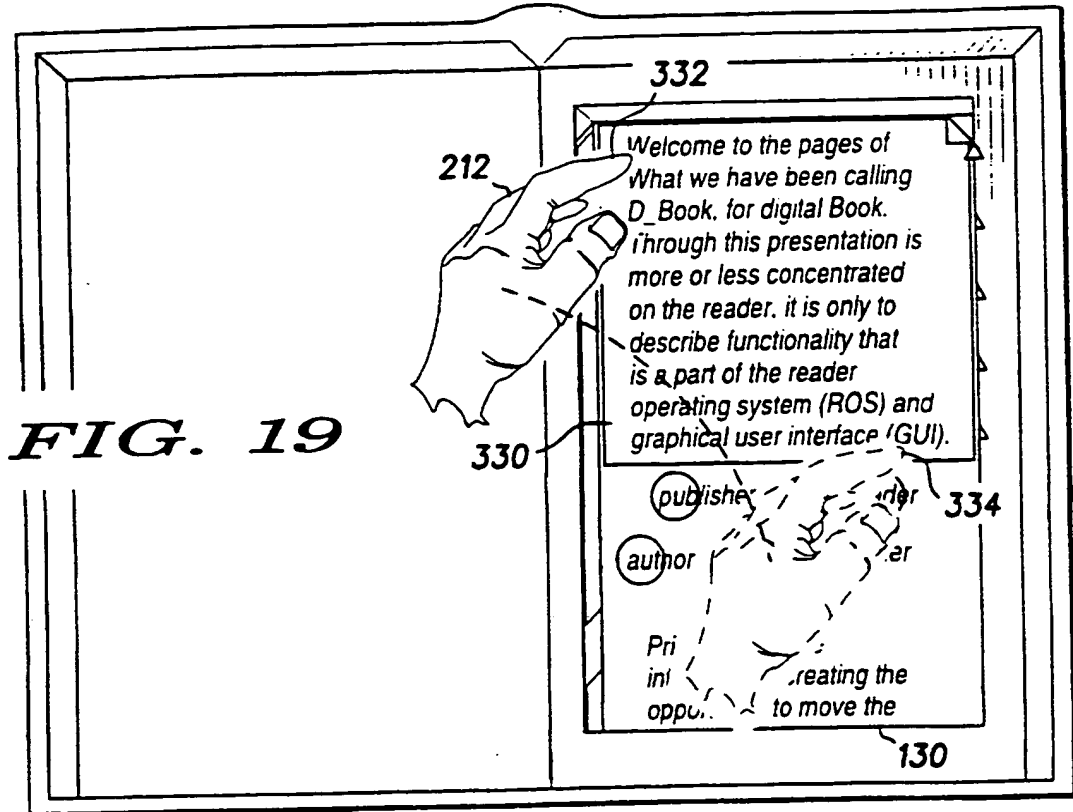 332
Welcome to the pages of
212
What we have been calling
D_Book, for digital Book.
Through this presentation is
more or less concentrated
on the reader. it is only to
describe functionality that
is a part of the reader
operating system (ROS) and
graphical user interface (GUI).
FIG. 19
330
publisher
334
author
to move the
creating the
130